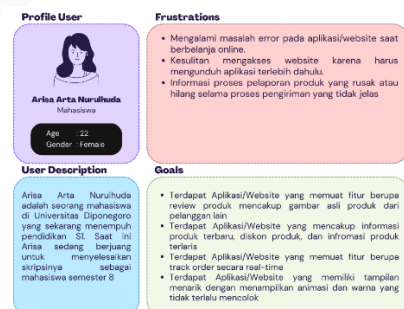 Profile User
Arisa Arta Nurulhuda
Mahasiswa
Age : 22
Gender : Female
Frustrations
• Mengalami masalah error pada aplikasi/website saat
berbelanja online.
• Kesulitan mengakses website karena harus
mengunduh aplikasi terlebih dahulu.
• Informasi proses pelaporan produk yang rusak atau
hilang selama proses pengiriman yang tidak jelas
User Description
Arisa Arta Nurulhuda
adalah seorang mahasiswa
di Universitas Diponegoro
yang sekarang menempuh
pendidikan S1. Saat ini
Arisa sedang berjuang
untuk menyelesaikan
skripsinya sebagai
mahasiswa semester 8
Goals
• Terdapat Aplikasi/Website yang memuat fitur berupa
review produk mencakup gambar asli produk dari
pelanggan lain
• Terdapat Aplikasi/Website yang mencakup informasi
produk terbaru, diskon produk, dan infromasi produk
terlaris
• Terdapat Aplikasi/Website yang memuat fitur berupa
track order secara real-time
• Terdapat Aplikasi/Website yang memiliki tampilan
menarik dengan menampilkan animasi dan warna yang
tidak terlalu mencolok